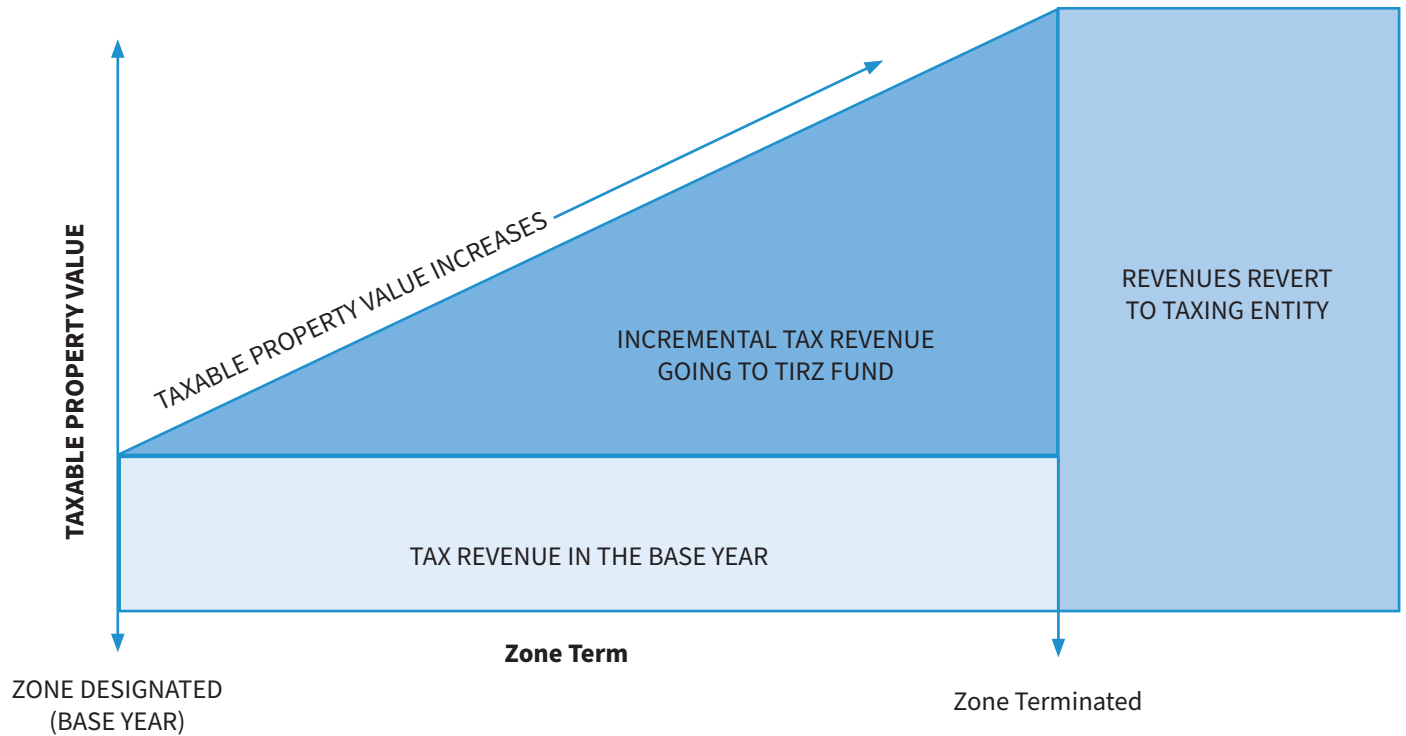 TAXABLE PROPERTY VALUE
TAXABLE PROPERTY VALUE INCREASES
INCREMENTAL TAX REVENUE
GOING TO TIRZ FUND
REVENUES REVERT
TO TAXING ENTITY
TAX REVENUE IN THE BASE YEAR
Zone Term
ZONE DESIGNATED
(BASE YEAR)
Zone Terminated